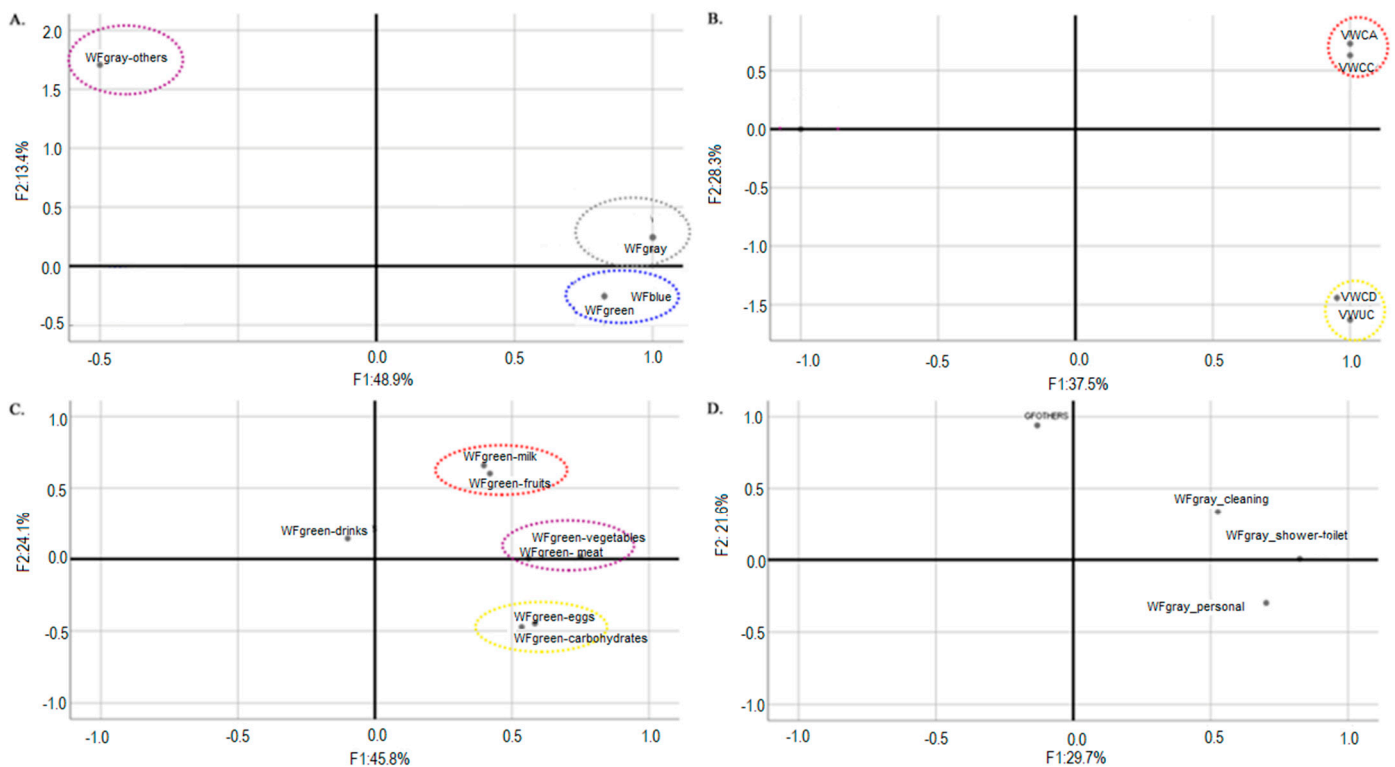 A.
2.0
1.5
1.0
0.5
0.0
-0.5
F2:13.4%
WFgray-others
WFgray
WFblue
WFgreen
-0.5
0.0
0.5
1.0
F1:48.9%
B.
0.5
0.0
-0.5
-1.0
-1.5
F2:28.3%
VWCA
VWCC
VWCD
VWUC
-1.0
-0.5
0.0
0.5
1.0
F1:37.5%
C.
1.0
0.5
0.0
-0.5
-1.0
F2:24.1%
WFgreen-milk
WFgreen-fruits
WFgreen-drinks
WFgreen-vegetables
WFgreen- meat
WFgreen-eggs
WFgreen-carbohydrates
-1.0
-0.5
0.0
0.5
1.0
F1:45.8%
D.
1.0
0.5
0.0
-0.5
-1.0
F2: 21.6%
GFOTHERS
WFgray_cleaning
WFgray_shower-toilet
WFgray_personal
-1.0
-0.5
0.0
0.5
1.0
F1:29.7%